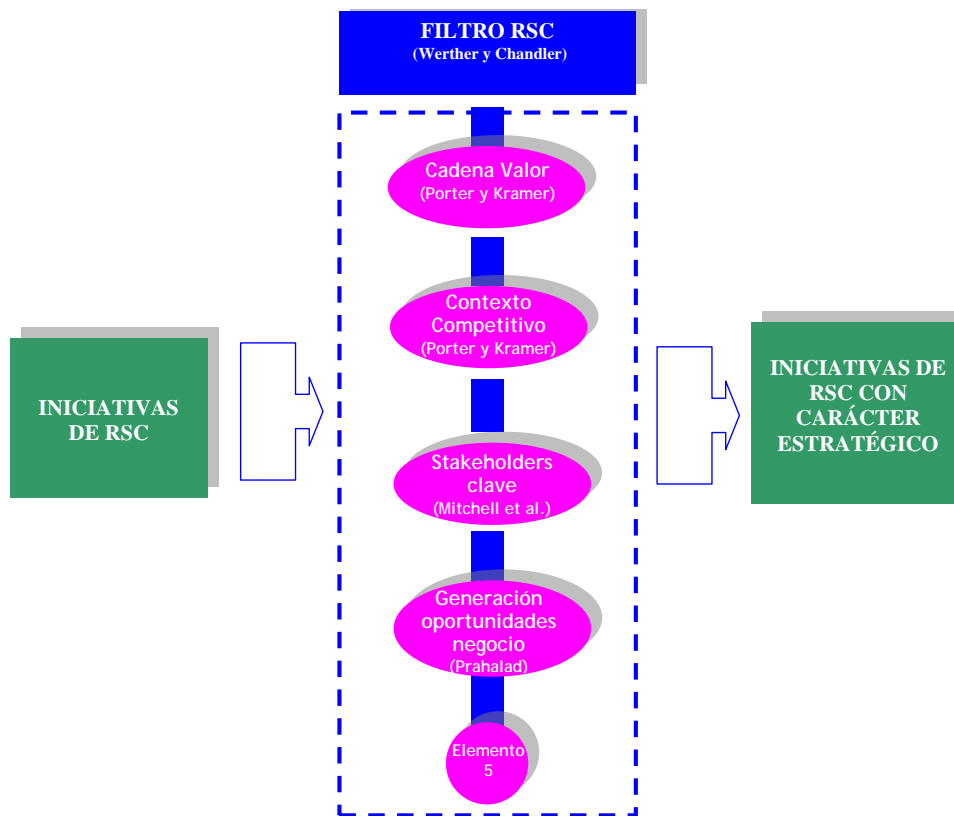 FILTRO RSC
(Werther y Chandler)
Cadena Valor
(Porter y Kramer)
Contexto
Competitivo
(Porter y Kramer)
INICIATIVAS
DE RSC
INICIATIVAS DE
RSC CON
CARÁCTER
ESTRATÉGICO
Stakeholders
clave
(Mitchell et al.)
Generación
oportunidades
negocio
(Prahalad)
Elemento
5